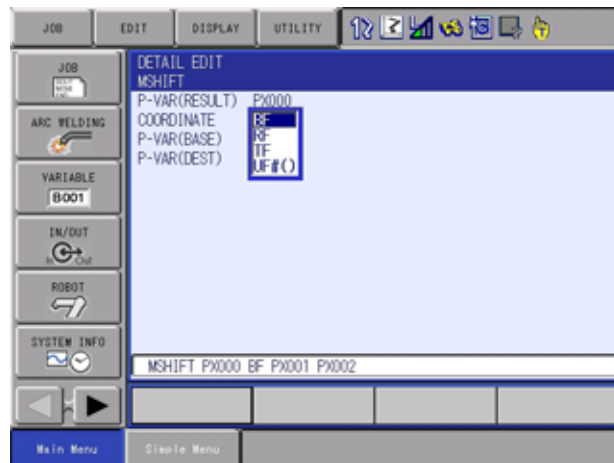 JOB EDIT DISPLAY UTILITY
JOB
ARC WELDING
VARIABLE
B001
IN/OUT
In Out
ROBOT
SYSTEM INFO
DETAIL EDIT
MSHIFT
P-VAR(RESULT) PX000
COORDINATE BF
P-VAR(BASE) RF
P-VAR(DEST) TF
UF#()
MSHIFT PX000 BF PX001 PX002
Main Menu Simple Menu